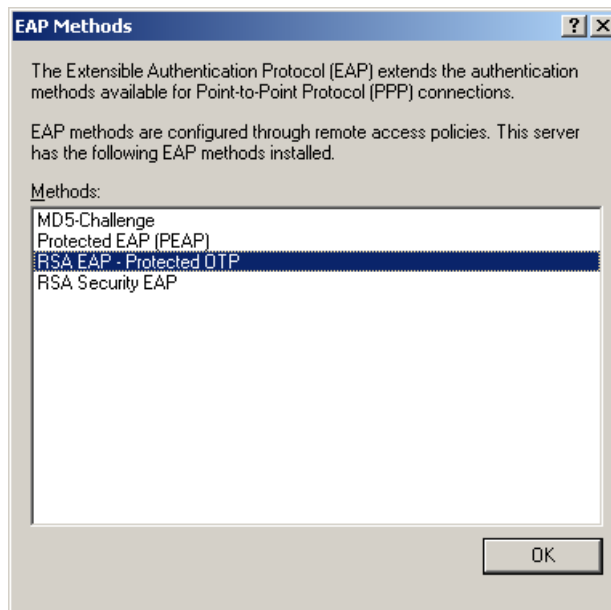 EAP Methods
The Extensible Authentication Protocol (EAP) extends the authentication
methods available for Point-to-Point Protocol (PPP) connections.
EAP methods are configured through remote access policies. This server
has the following EAP methods installed.
Methods:
MD5-Challenge
Protected EAP (PEAP)
RSA EAP - Protected OTP
RSA Security EAP
OK